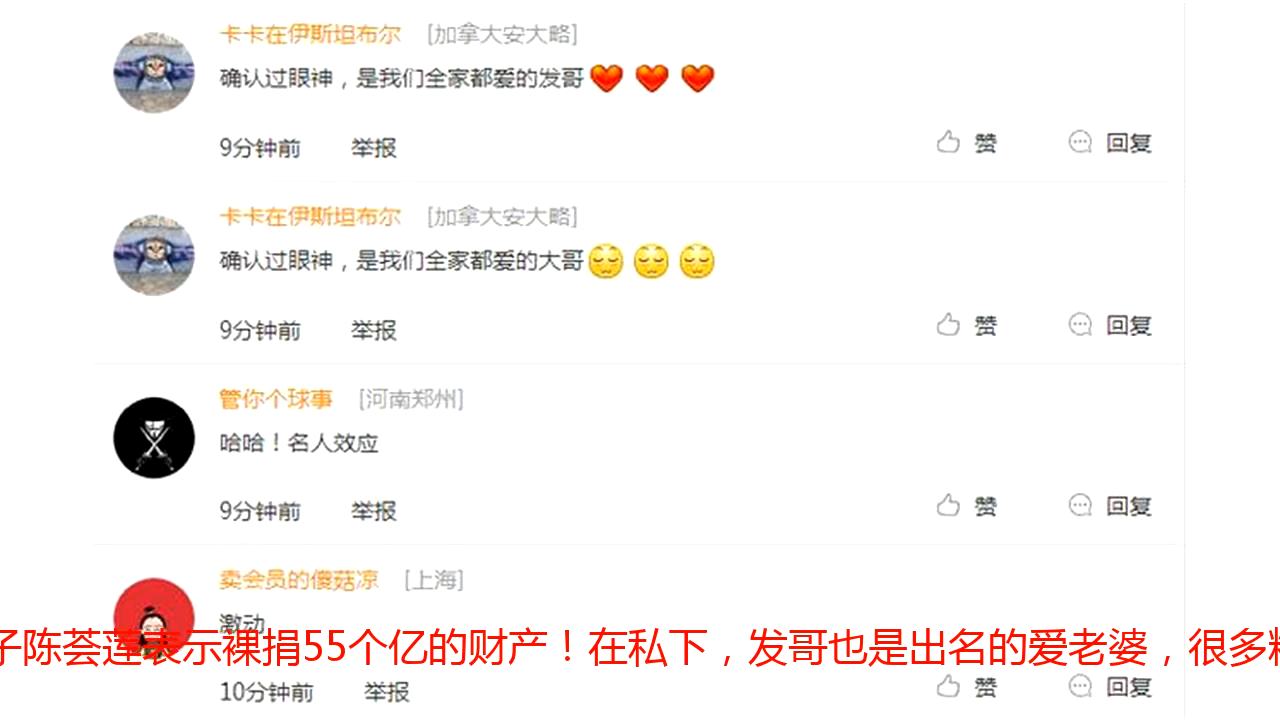 卡卡在伊斯坦布尔 [加拿大安大略]
确认过眼神，是我们全家都爱的发哥
9分钟前 举报 赞 回复
卡卡在伊斯坦布尔 [加拿大安大略]
确认过眼神，是我们全家都爱的大哥
9分钟前 举报 赞 回复
管你个球事 [河南郑州]
哈哈！名人效应
9分钟前 举报 赞 回复
卖会员的傻菇凉 [上海]
激动
子陈荟莲表示裸捐55个亿的财产！在私下，发哥也是出名的爱老婆，很多
10分钟前 举报 赞 回复